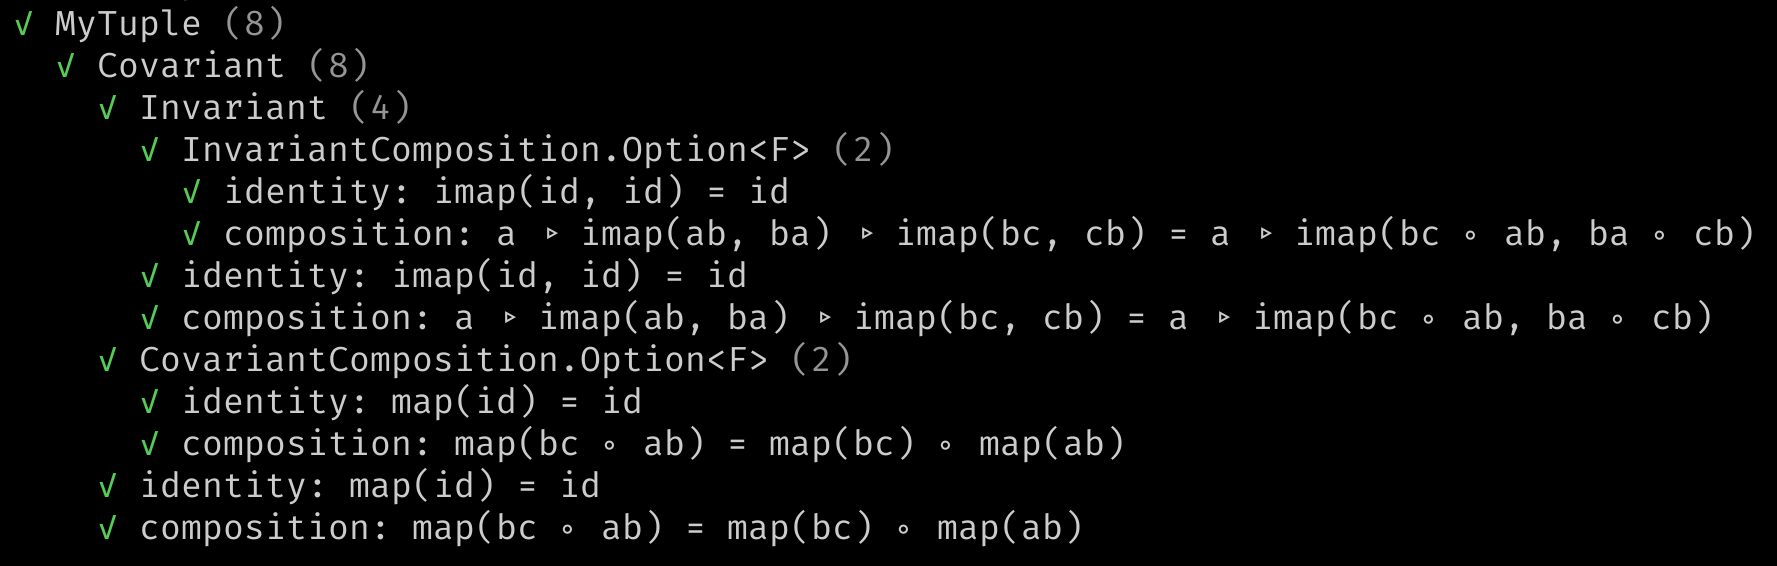 √ MyTuple (8)
√ Covariant (8)
√ Invariant (4)
√ InvariantComposition.Option<F> (2)
√ identity: imap(id, id) = id
√ composition: a ▹ imap(ab, ba) ▹ imap(bc, cb) = a ▹ imap(bc ∘ ab, ba ∘ cb)
√ identity: imap(id, id) = id
√ composition: a ▹ imap(ab, ba) ▹ imap(bc, cb) = a ▹ imap(bc ∘ ab, ba ∘ cb)
√ CovariantComposition.Option<F> (2)
√ identity: map(id) = id
√ composition: map(bc ∘ ab) = map(bc) ∘ map(ab)
√ identity: map(id) = id
√ composition: map(bc ∘ ab) = map(bc) ∘ map(ab)